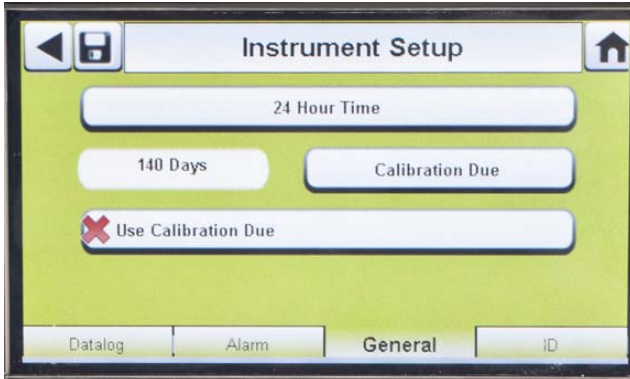 Instrument Setup
24 Hour Time
140 Days
Calibration Due
Use Calibration Due
Datalog
Alarm
General
ID